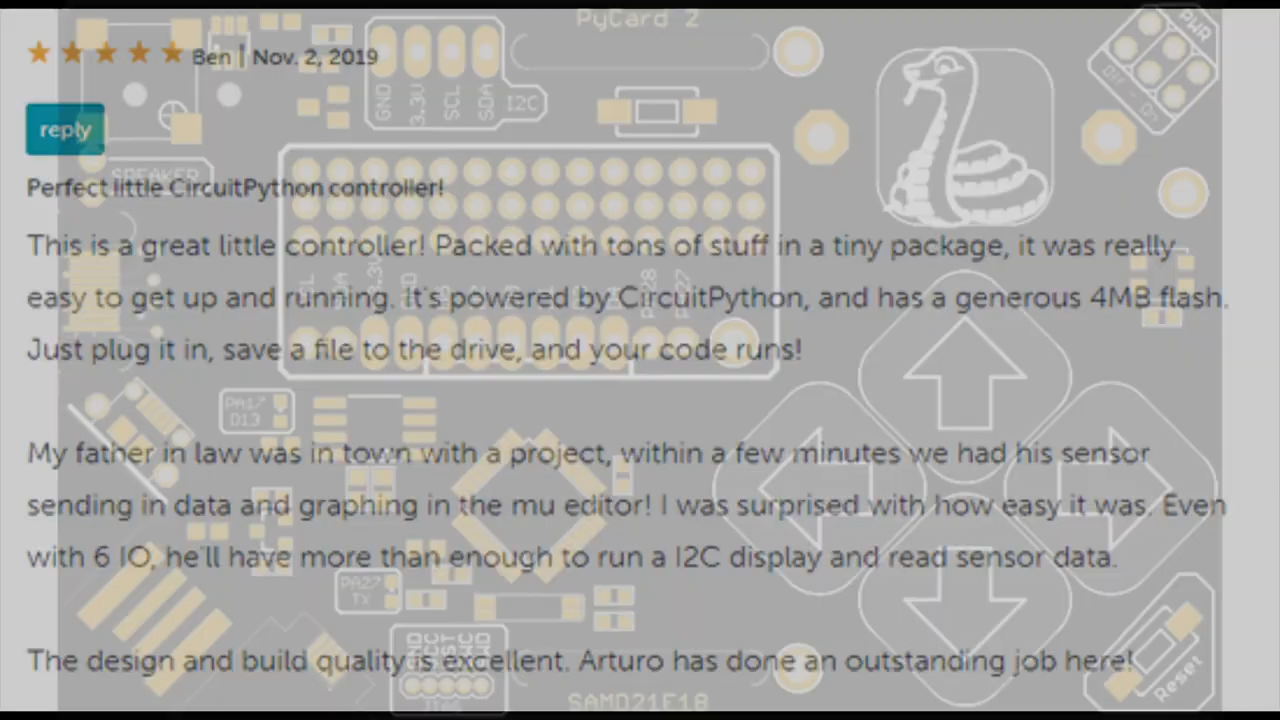 PyCard 2
PWR
Ben | Nov. 2, 2019
GND
3.3V
SCL
SDA
I2C
reply
SPEAKER
Perfect little CircuitPython controller!
This is a great little controller! Packed with tons of stuff in a tiny package, it was really
easy to get up and running. It's powered by CircuitPython, and has a generous 4MB flash.
Just plug it in, save a file to the drive, and your code runs!
PA17
D13
My father in law was in town with a project, within a few minutes we had his sensor
sending in data and graphing in the mu editor! I was surprised with how easy it was. Even
with 6 IO, he'll have more than enough to run a I2C display and read sensor data.
PA27
TX
The design and build quality is excellent. Arturo has done an outstanding job here!
Reset
SAMD21E18